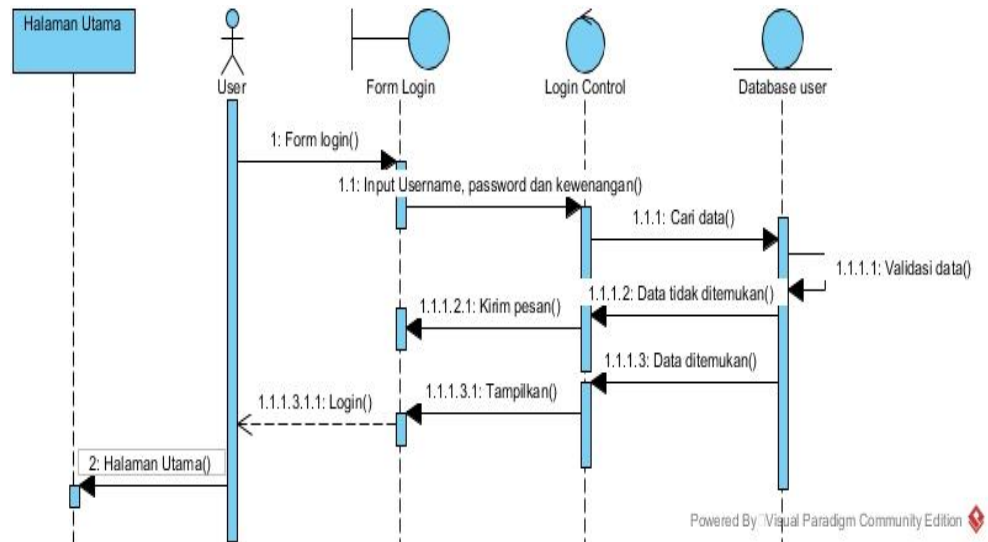 Halaman Utama
User
Form Login
Login Control
Database user
1: Form login()
1.1: Input Username, password dan kewenangan()
1.1.1: Cari data()
1.1.1.1: Validasi data()
1.1.1.2: Data tidak ditemukan()
1.1.1.2.1: Kirim pesan()
1.1.1.3: Data ditemukan()
1.1.1.3.1: Tampilkan()
1.1.1.3.1.1: Login()
2: Halaman Utama()
Powered By Visual Paradigm Community Edition